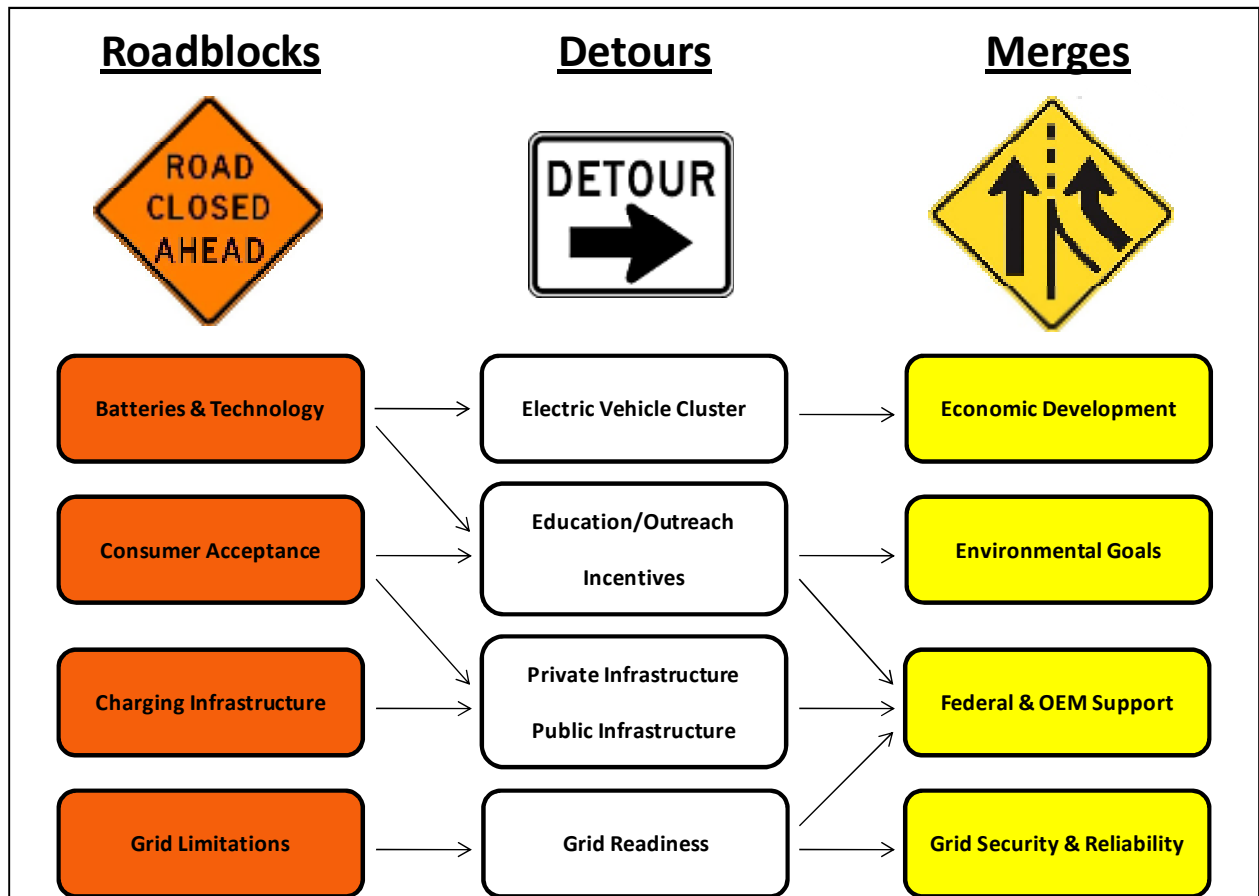 Roadblocks
Detours
Merges
ROAD
CLOSED
AHEAD
DETOUR
Batteries & Technology
Electric Vehicle Cluster
Economic Development
Consumer Acceptance
Education/Outreach
Incentives
Environmental Goals
Charging Infrastructure
Private Infrastructure
Public Infrastructure
Federal & OEM Support
Grid Limitations
Grid Readiness
Grid Security & Reliability